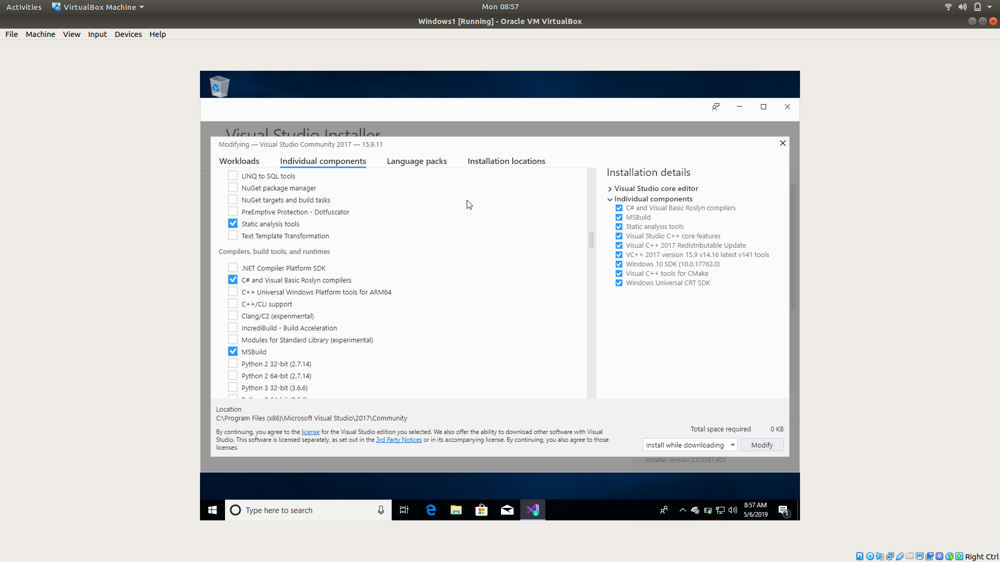 Activities
VirtualBox Machine
Mon 08:57
Windows1 [Running] - Oracle VM VirtualBox
File Machine View Input Devices Help
Visual Studio Installer
Modifying — Visual Studio Community 2017 — 15.9.11
Workloads Individual components Language packs Installation locations
LINQ to SQL tools
NuGet package manager
NuGet targets and build tasks
PreEmptive Protection - Dotfuscator
Static analysis tools
Text Template Transformation
Compilers, build tools, and runtimes
.NET Compiler Platform SDK
C# and Visual Basic Roslyn compilers
C++ Universal Windows Platform tools for ARM64
C++/CLI support
Clang/C2 (experimental)
IncrediBuild - Build Acceleration
Modules for Standard Library (experimental)
MSBuild
Python 2 32-bit (2.7.14)
Python 2 64-bit (2.7.14)
Python 3 32-bit (3.6.6)
Python 3 64-bit (3.6.6)
Installation details
Visual Studio core editor
Individual components
C# and Visual Basic Roslyn compilers
MSBuild
Static analysis tools
Visual Studio C++ core features
Visual C++ 2017 Redistributable Update
VC++ 2017 version 15.9 v14.16 latest v141 tools
Windows 10 SDK (10.0.17763.0)
Visual C++ tools for CMake
Windows Universal CRT SDK
Location
C:\Program Files (x86)\Microsoft Visual Studio\2017\Community
By continuing, you agree to the license for the Visual Studio edition you selected. We also offer the ability to download other software with Visual
Studio. This software is licensed separately, as set out in the 3rd Party Notices or in its accompanying license. By continuing, you also agree to those
licenses.
Total space required 0 KB
Install while downloading
Modify
Installer Version 2.0.3297.403
Type here to search
8:57 AM
5/6/2019
1
Right Ctrl